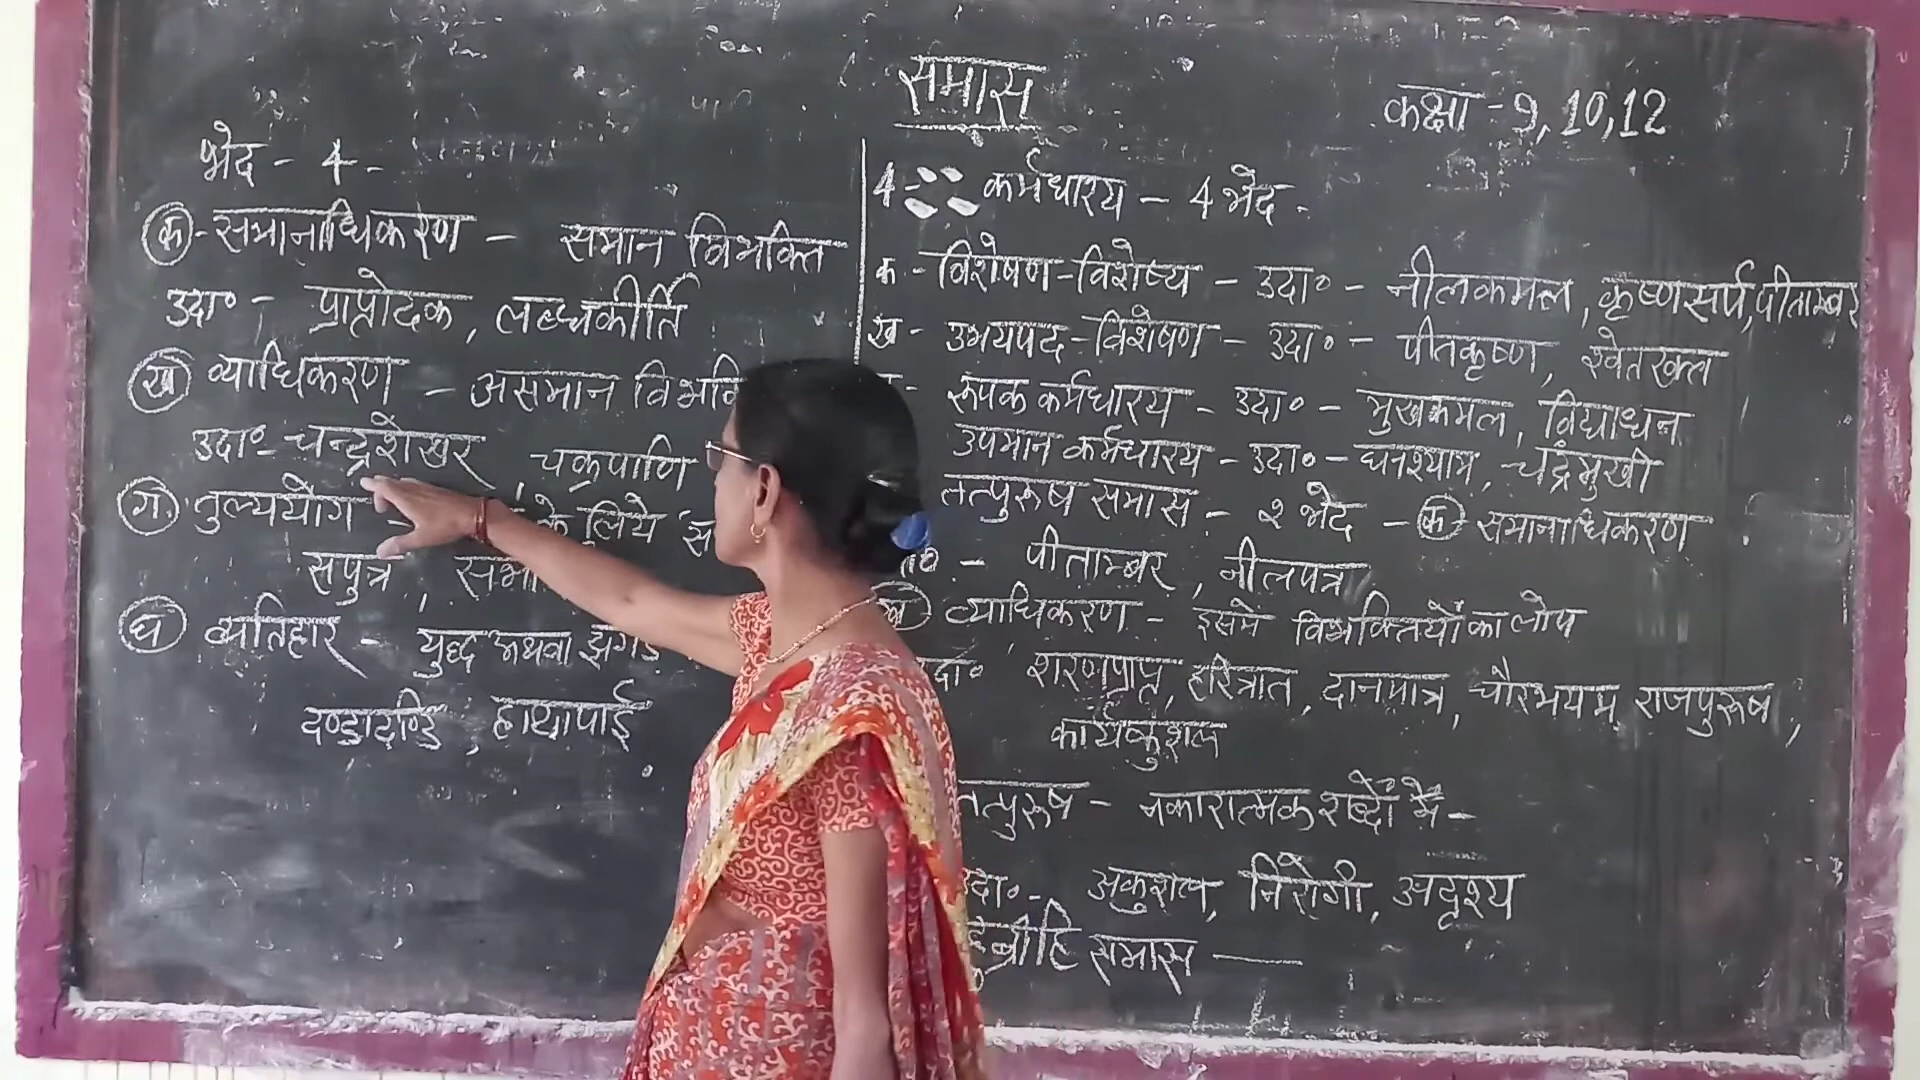 समास
कक्षा - 9, 10, 12
भेद - 4 -
क - समानाधिकरण - समान विभक्ति
उदा० - प्राप्तोदक, लब्धकीर्ति
ख व्याधिकरण - असमान
उदा० - चन्द्रशेखर, चक्रपाणि
ग. तुल्ययोग - के लिये
सपुत्र,
घ व्यतिहार - युद्ध अथवा
दण्डादण्डि, हाथापाई
4 कर्मधारय - 4 भेद -
क - विशेषण-विशेष्य - उदा० - नीलकमल, कृष्णसर्प, पीताम्बर
ख - उभयपद-विशेषण - उदा० - पीतकृष्ण,
रूपक कर्मधारय - उदा० - मुखकमल, विद्याधन
उपमान कर्मधारय - उदा० - घनश्याम, चंद्रमुखी
तत्पुरूष समास - २ भेद - क समानाधिकरण
- पीताम्बर, नीलपत्र
व्याधिकरण - इसमें विभक्तियों का लोप
शरणप्राप्त, हरित्रात, दानपात्र, चौरभयम, राजपुरूष,
कार्यकुशल
तत्पुरूष - नकारात्मक शब्दों में -
उदा० - अकुशल, निरोगी, अदृश्य
समास